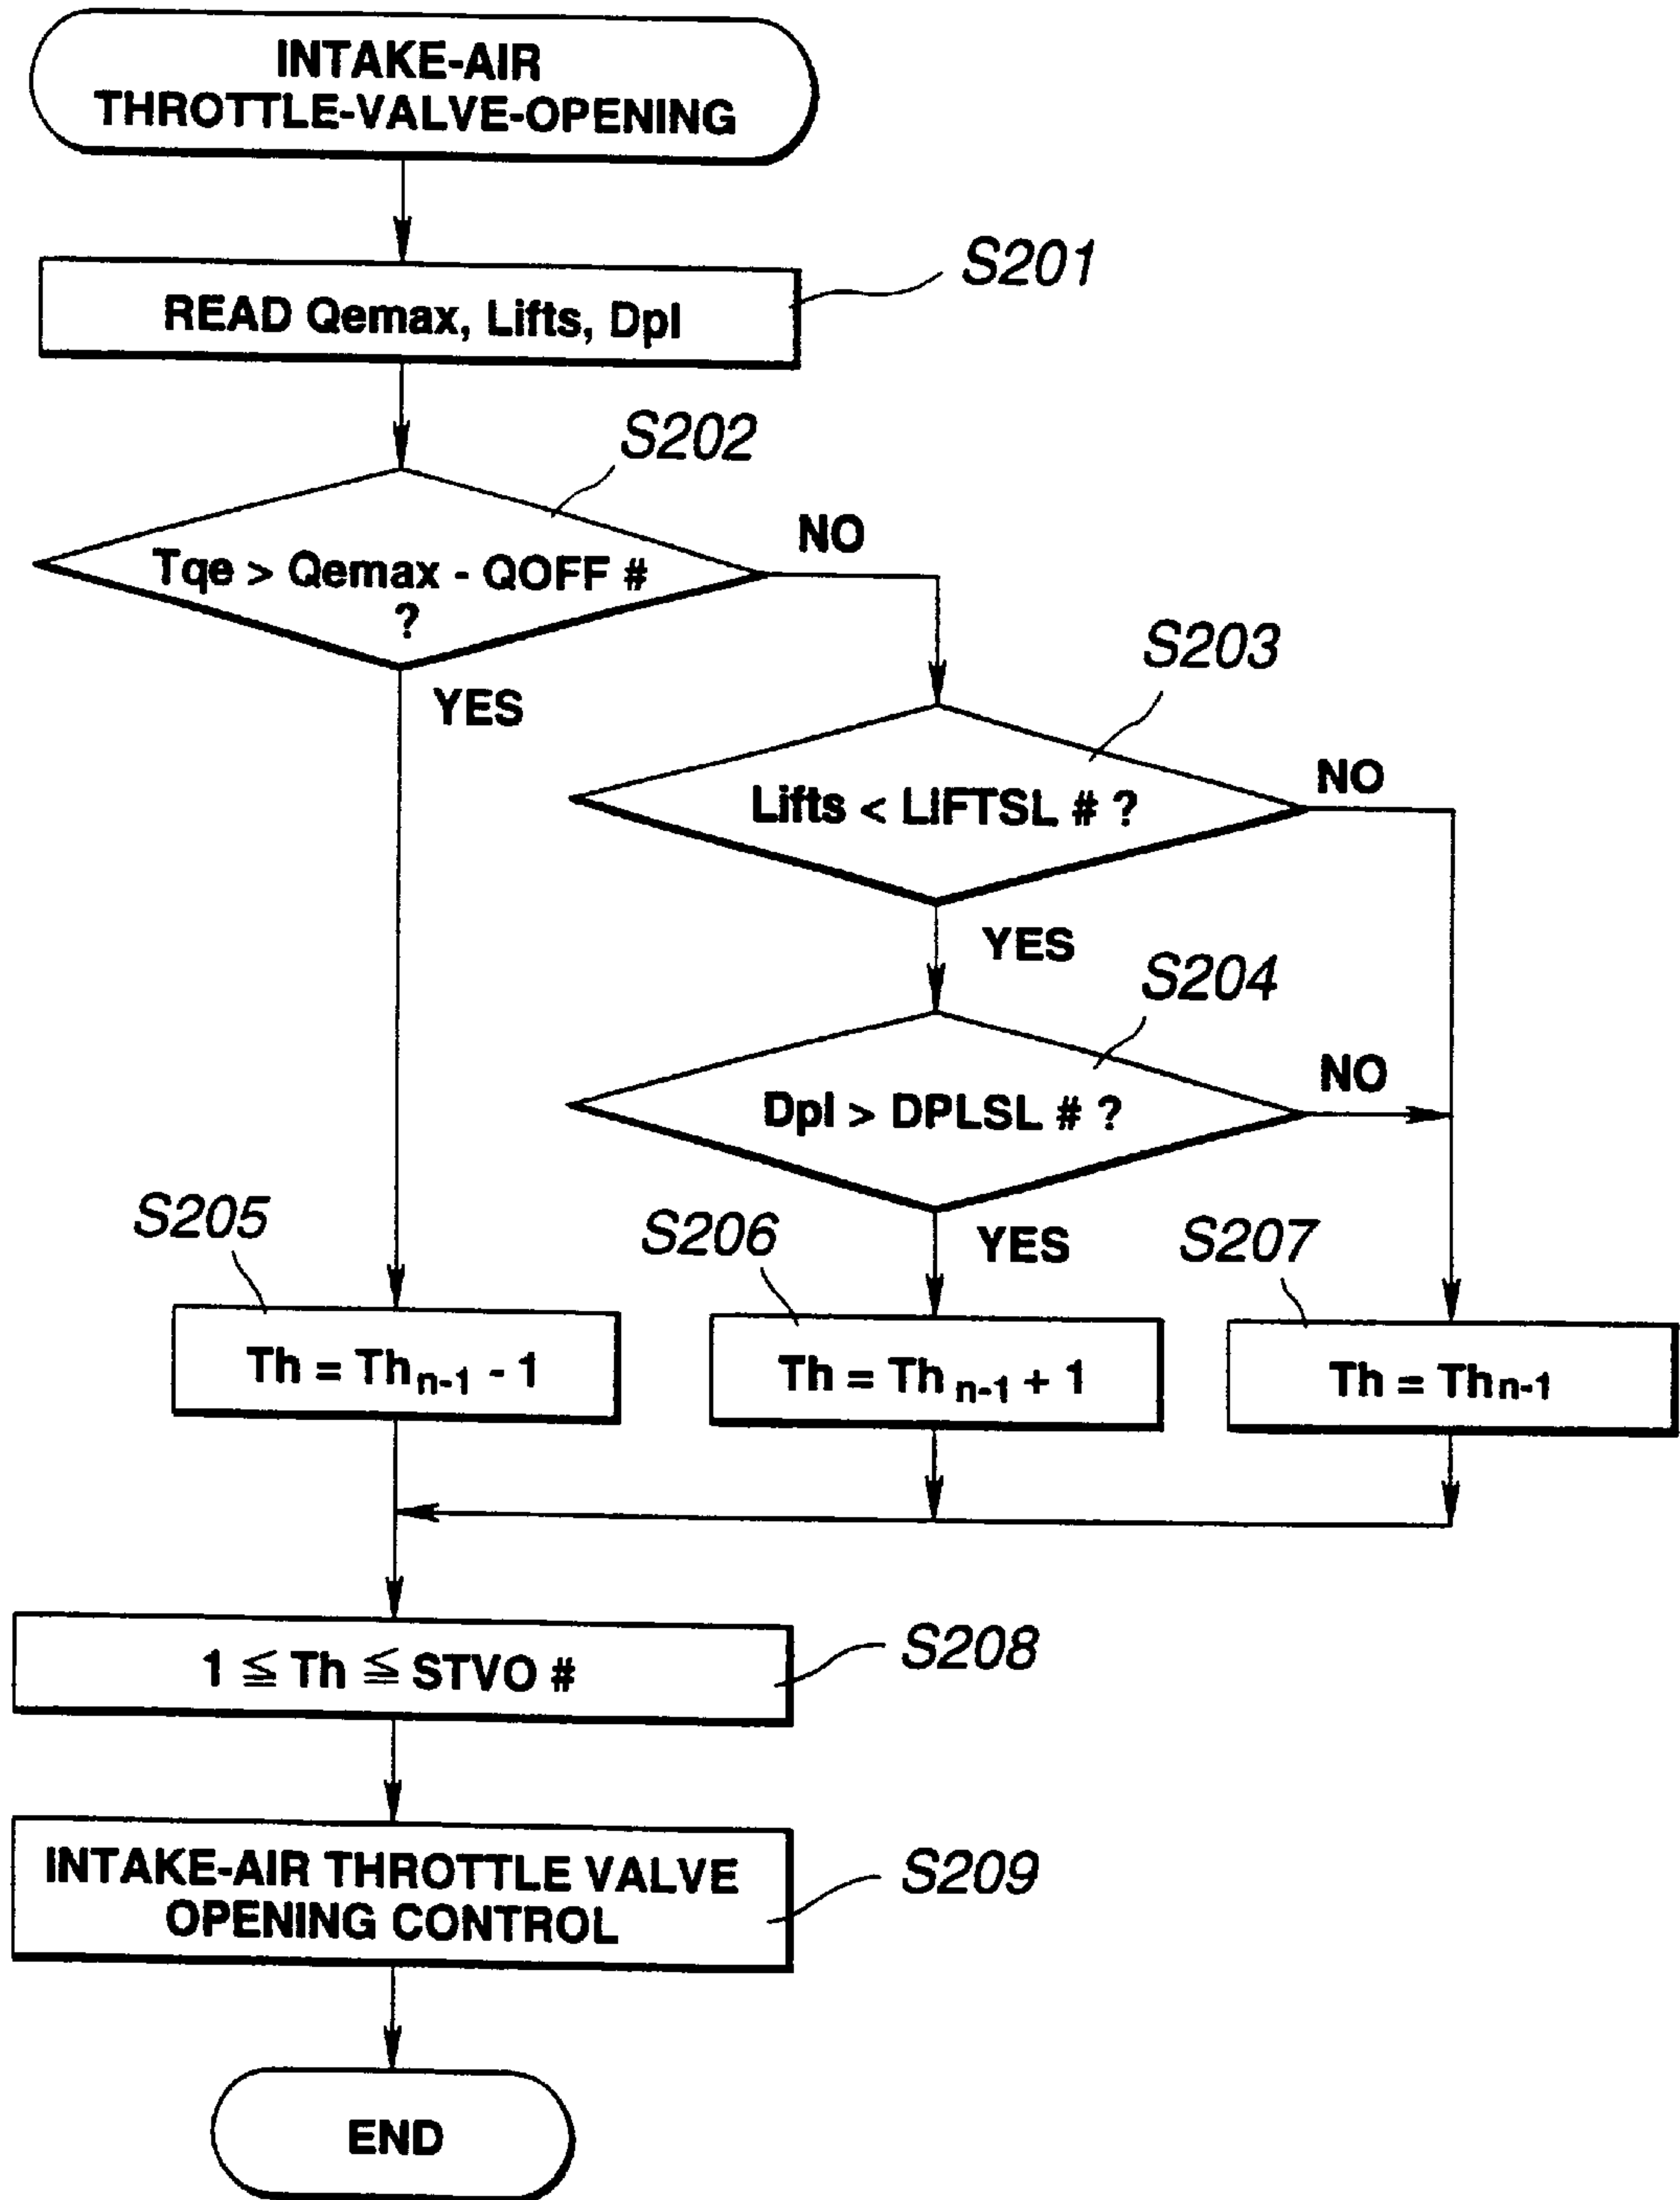 INTAKE-AIR
THROTTLE-VALVE-OPENING
S201
READ Qemax, Lifts, Dpl
S202
Tqe > Qemax - QOFF #
?
NO
YES
S203
Lifts < LIFTSL # ?
NO
YES
S204
Dpl > DPLSL # ?
NO
YES
S205
Th = Thn-1 - 1
S206
Th = Th n-1 + 1
S207
Th = Thn-1
S208
1 ≦ Th ≦ STVO #
S209
INTAKE-AIR THROTTLE VALVE
OPENING CONTROL
END